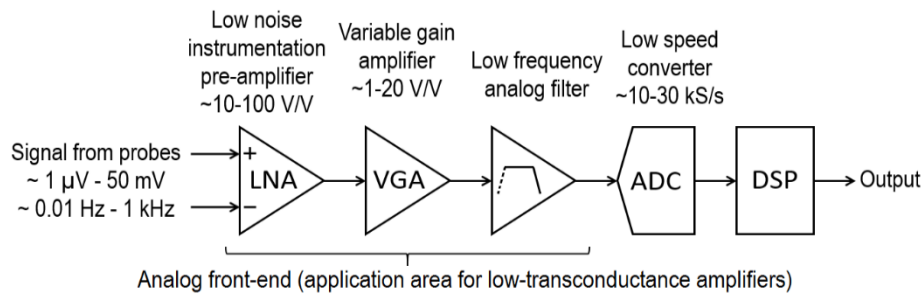 Low noise
instrumentation
pre-amplifier
~10-100 V/V
Variable gain
amplifier
~1-20 V/V
Low frequency
analog filter
Low speed
converter
~10-30 kS/s
Signal from probes
~ 1 μV - 50 mV
~ 0.01 Hz - 1 kHz
+
−
LNA
VGA
ADC
DSP
Output
Analog front-end (application area for low-transconductance amplifiers)